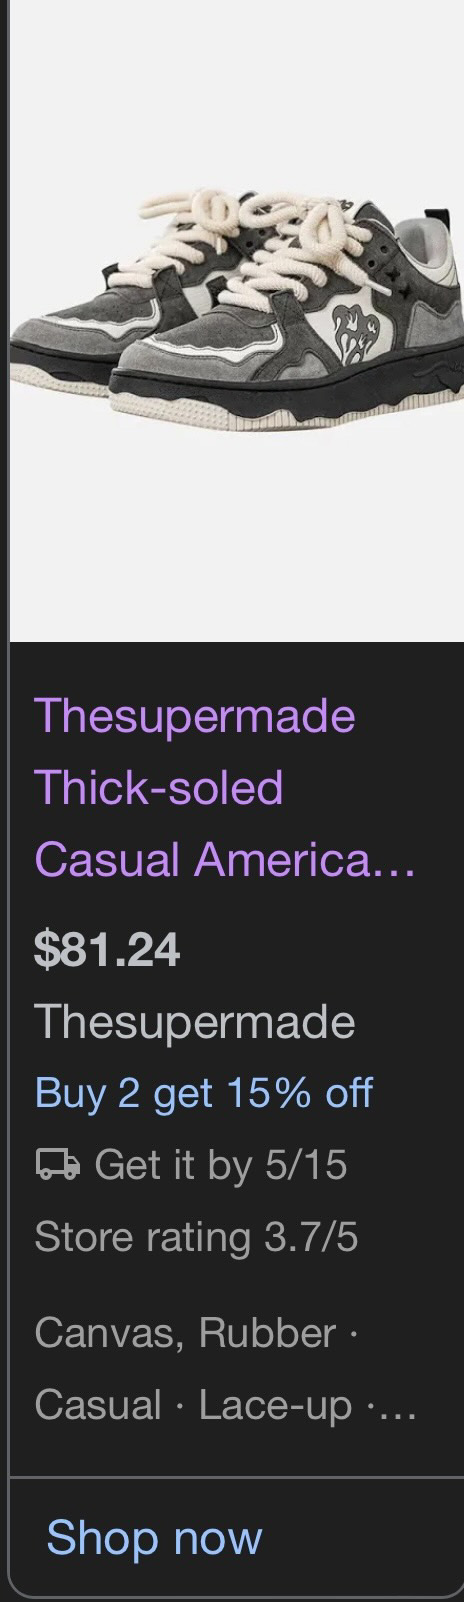 Thesupermade
Thick-soled
Casual America...
$81.24
Thesupermade
Buy 2 get 15% off
Get it by 5/15
Store rating 3.7/5
Canvas, Rubber ·
Casual · Lace-up ·...
Shop now